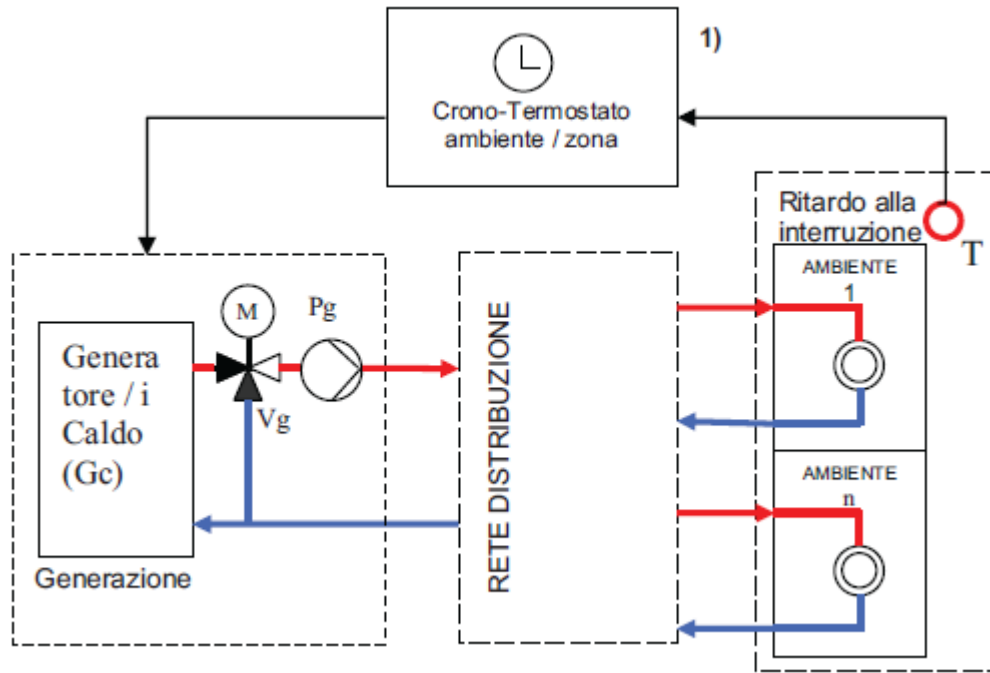 1)
Crono-Termostato
ambiente / zona
Ritardo alla
interruzione
T
AMBIENTE
1
M
Pg
Vg
Genera
tore / i
Caldo
(Gc)
Generazione
RETE DISTRIBUZIONE
AMBIENTE
n